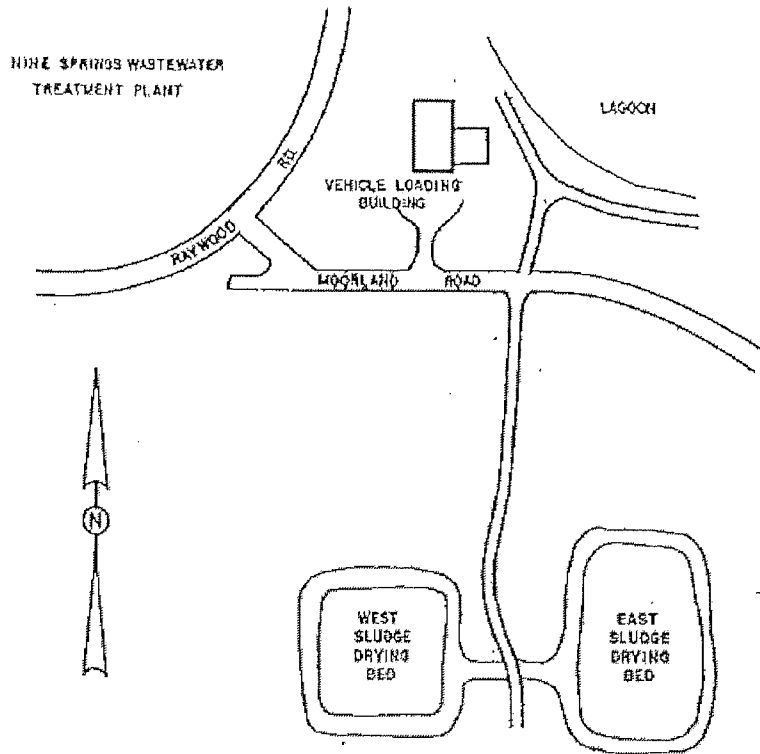 NINE SPRINGS WASTEWATER
TREATMENT PLANT
LAGOON
RD.
VEHICLE LOADING
BUILDING
RAYWOOD
MOORLAND ROAD
N
WEST
SLUDGE
DRYING
BED
EAST
SLUDGE
DRYING
BED